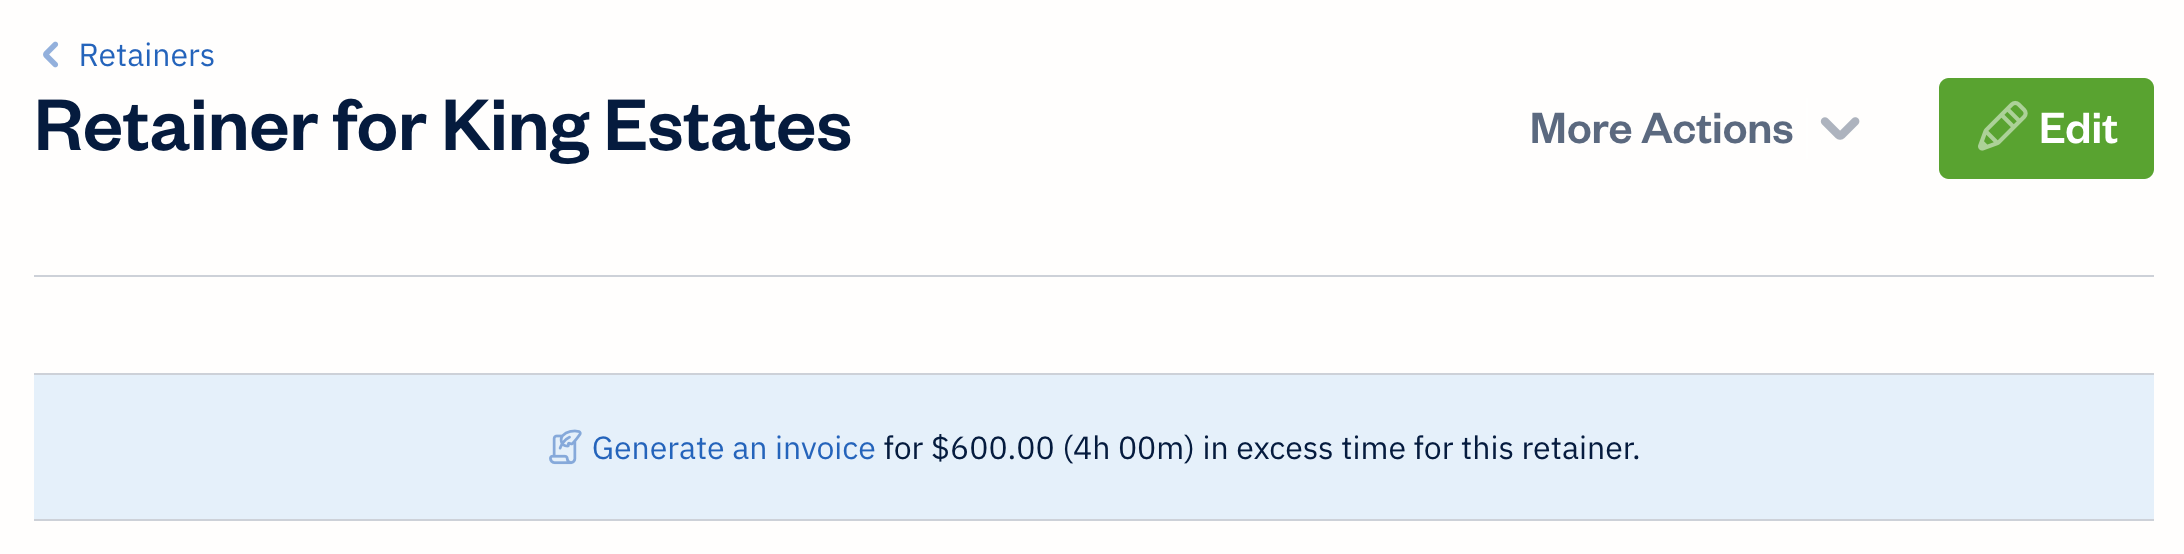 Retainers
Retainer for King Estates
More Actions
Edit
Generate an invoice for $600.00 (4h 00m) in excess time for this retainer.